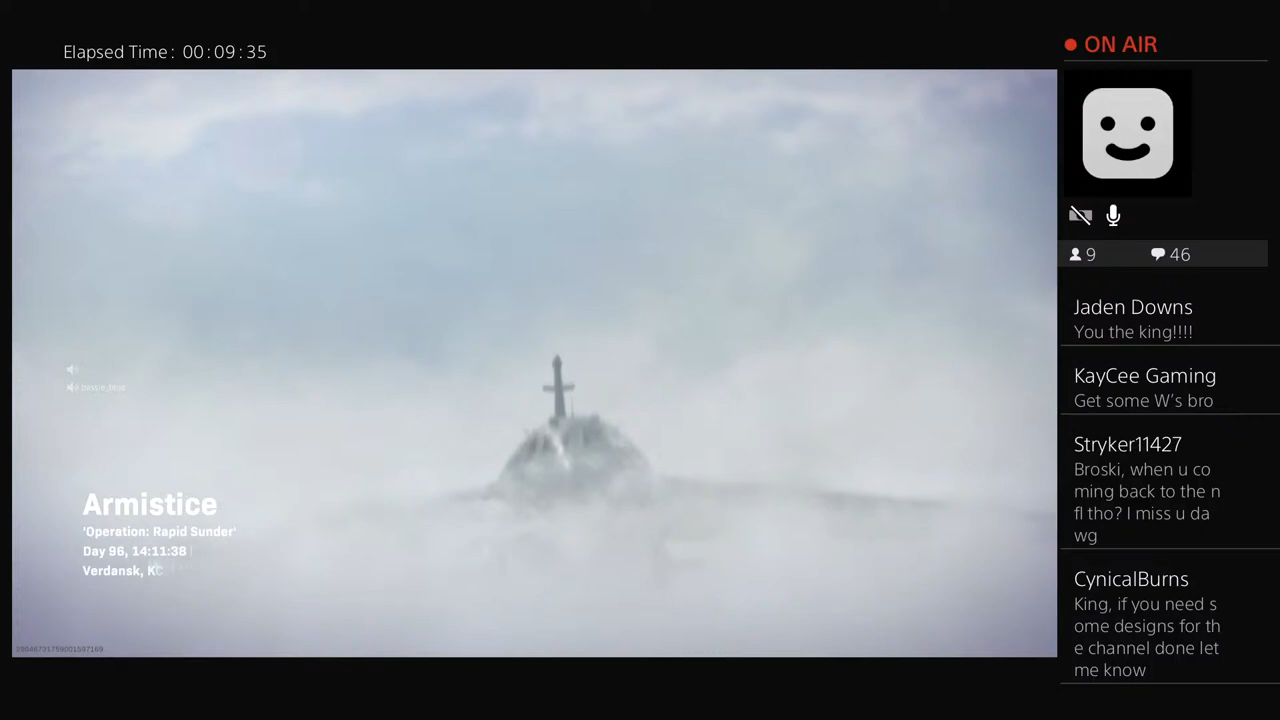 Elapsed Time: 00:09:35
ON AIR
9
46
Jaden Downs
You the king!!!!
KayCee Gaming
Get some W's bro
Stryker11427
Broski, when u co
ming back to the n
fl tho? I miss u da
wg
CynicalBurns
King, if you need s
ome designs for th
e channel done let
me know
bassie_blue
Armistice
'Operation: Rapid Sunder'
Day 96, 14:11:38
Verdansk, KC